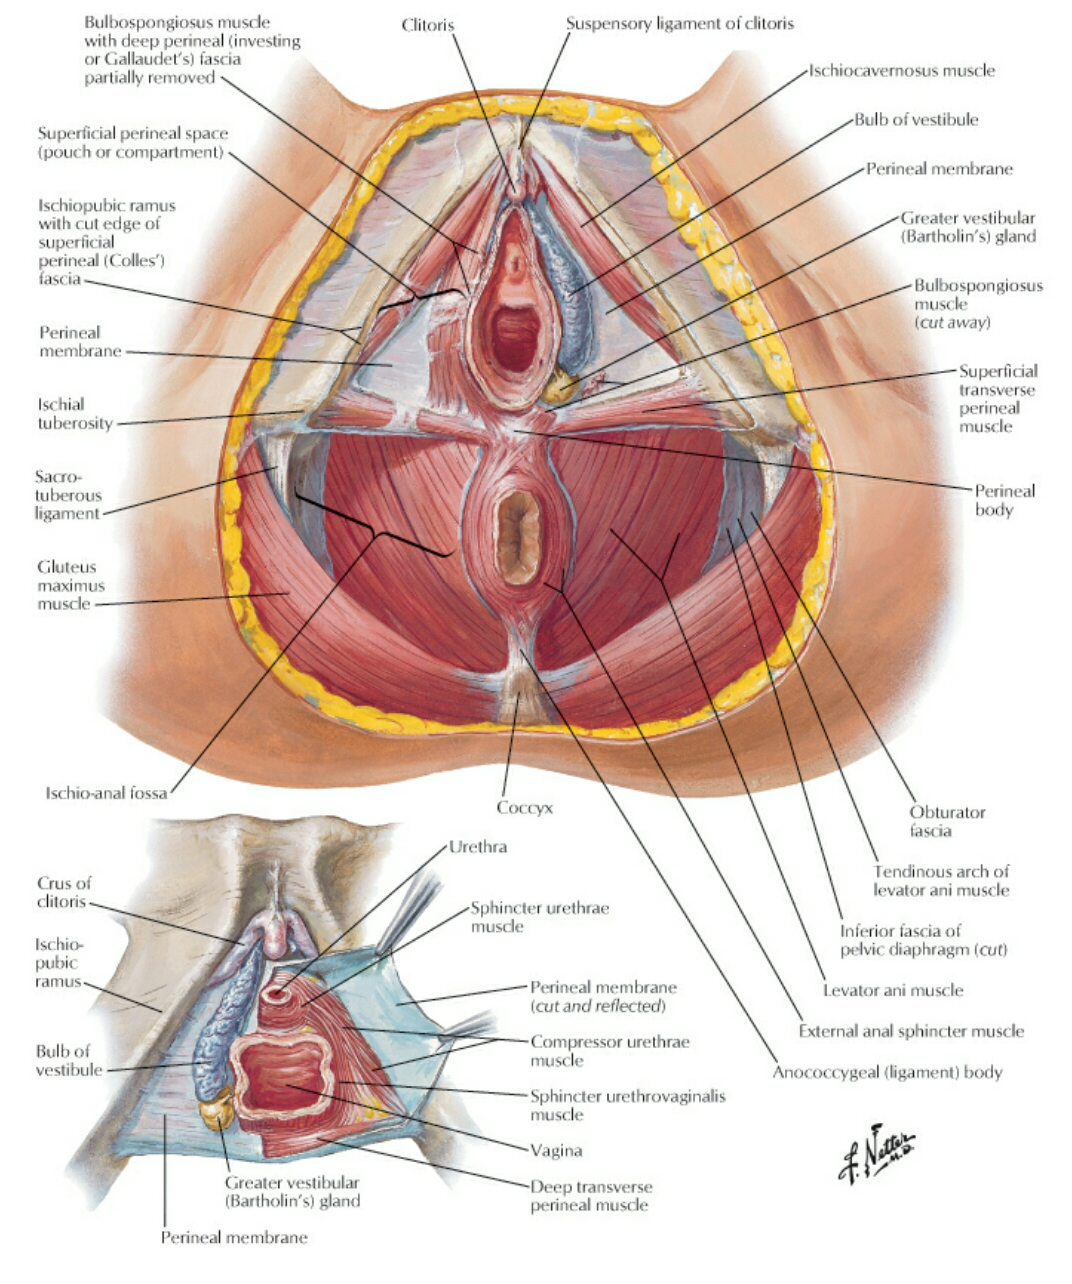 Bulbospongiosus muscle
with deep perineal (investing
or Gallaudet's) fascia
partially removed
Clitoris
Suspensory ligament of clitoris
Ischiocavernosus muscle
Bulb of vestibule
Perineal membrane
Greater vestibular
(Bartholin's) gland
Bulbospongiosus
muscle
(cut away)
Superficial
transverse
perineal
muscle
Perineal
body
Superficial perineal space
(pouch or compartment)
Ischiopubic ramus
with cut edge of
superficial
perineal (Colles')
fascia
Perineal
membrane
Ischial
tuberosity
Sacro-
tuberous
ligament
Gluteus
maximus
muscle
Ischio-anal fossa
Coccyx
Obturator
fascia
Tendinous arch of
levator ani muscle
Inferior fascia of
pelvic diaphragm (cut)
Levator ani muscle
External anal sphincter muscle
Anococcygeal (ligament) body
Crus of
clitoris
Ischio-
pubic
ramus
Bulb of
vestibule
Greater vestibular
(Bartholin's) gland
Perineal membrane
Urethra
Sphincter urethrae
muscle
Perineal membrane
(cut and reflected)
Compressor urethrae
muscle
Sphincter urethrovaginalis
muscle
Vagina
Deep transverse
perineal muscle
F. Netter
M.D.